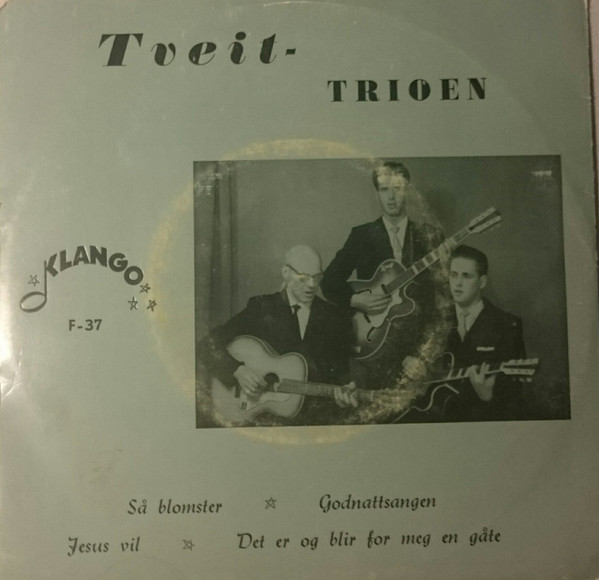 Tveit-
TRIOEN
KLANGO
F-37
Så blomster ☆ Godnattsangen
Jesus vil ☆ Det er og blir for meg en gåte